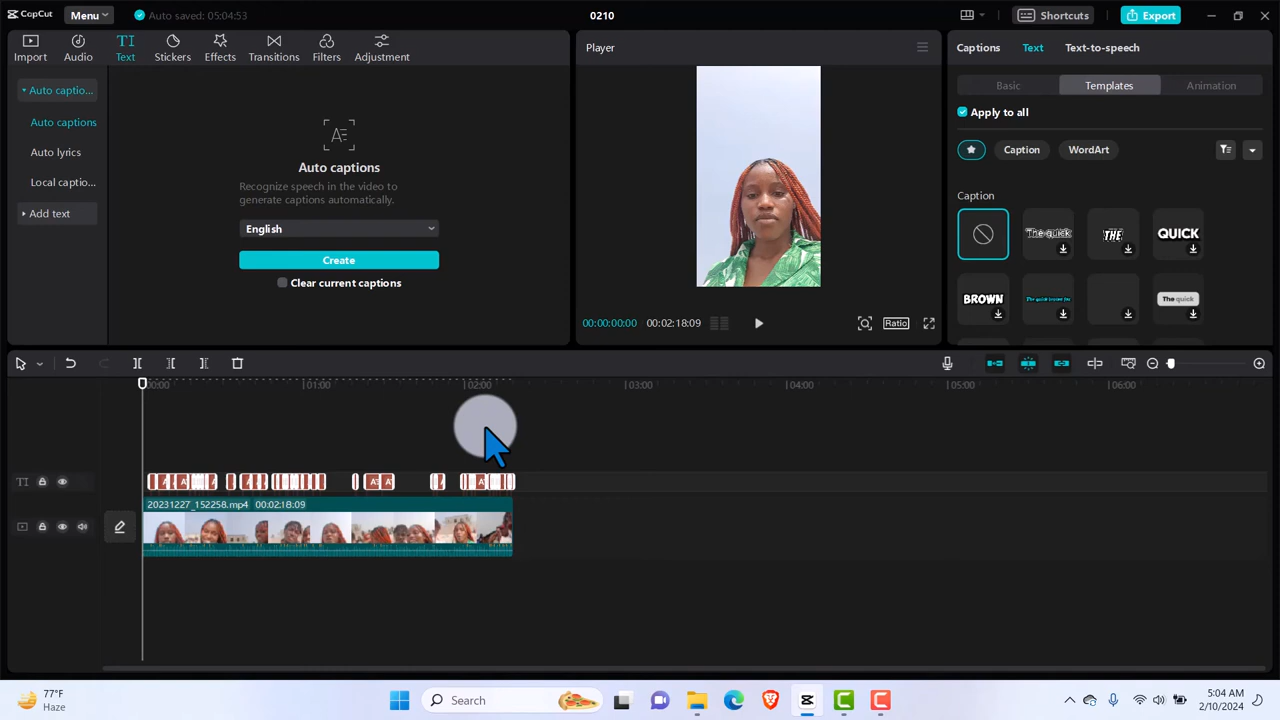 CapCut
Menu
Auto saved: 05:04:53
0210
Shortcuts
Export
Import
Audio
Text
Stickers
Effects
Transitions
Filters
Adjustment
Auto captio...
Auto captions
Auto lyrics
Local captio...
Add text
Auto captions
Recognize speech in the video to
generate captions automatically.
English
Create
Clear current captions
Player
00:00:00:00
00:02:18:09
Ratio
Captions
Text
Text-to-speech
Basic
Templates
Animation
Apply to all
Caption
WordArt
Caption
The quick
THE
QUICK
BROWN
The quick
00:00
01:00
02:00
03:00
04:00
05:00
06:00
TI
20231227_152258.mp4 00:02:18:09
77°F
Haze
Search
5:04 AM
2/10/2024